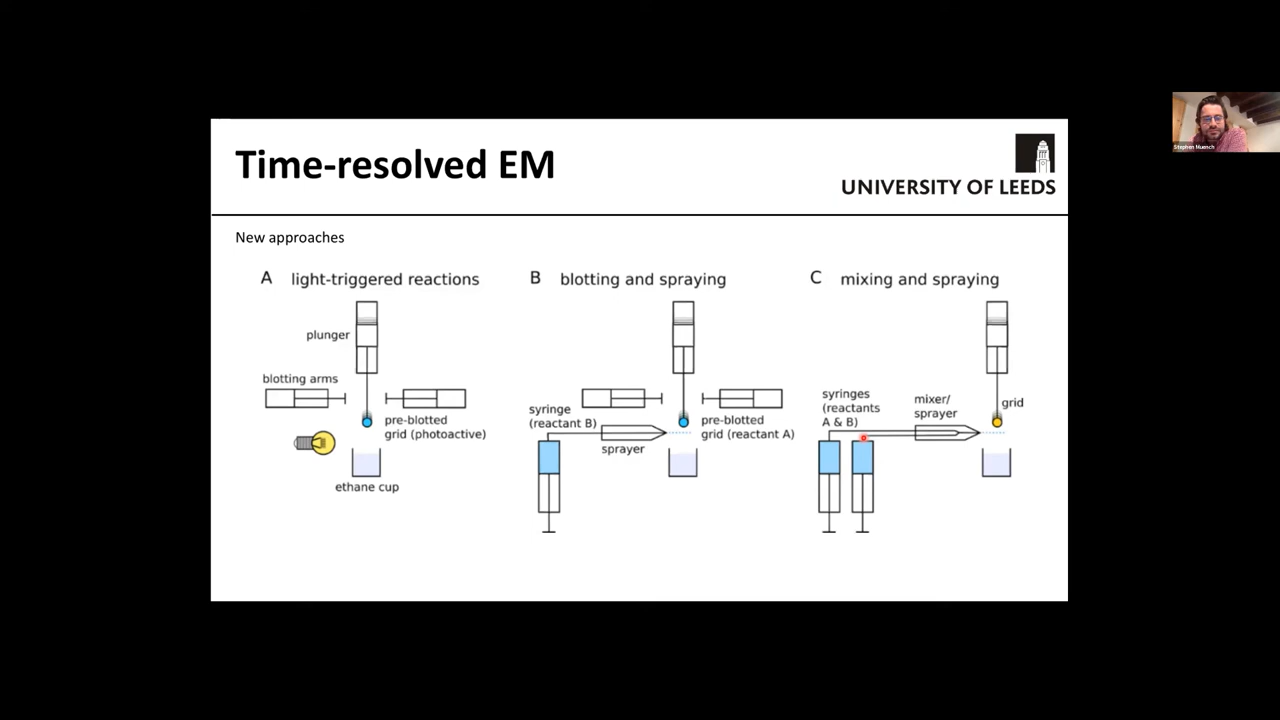 Time-resolved EM
UNIVERSITY OF LEEDS
New approaches
A light-triggered reactions
plunger
blotting arms
pre-blotted
grid (photoactive)
ethane cup
B blotting and spraying
syringe
(reactant B)
sprayer
pre-blotted
grid (reactant A)
C mixing and spraying
syringes
(reactants
A & B)
mixer/
sprayer
grid
Stephen Muench